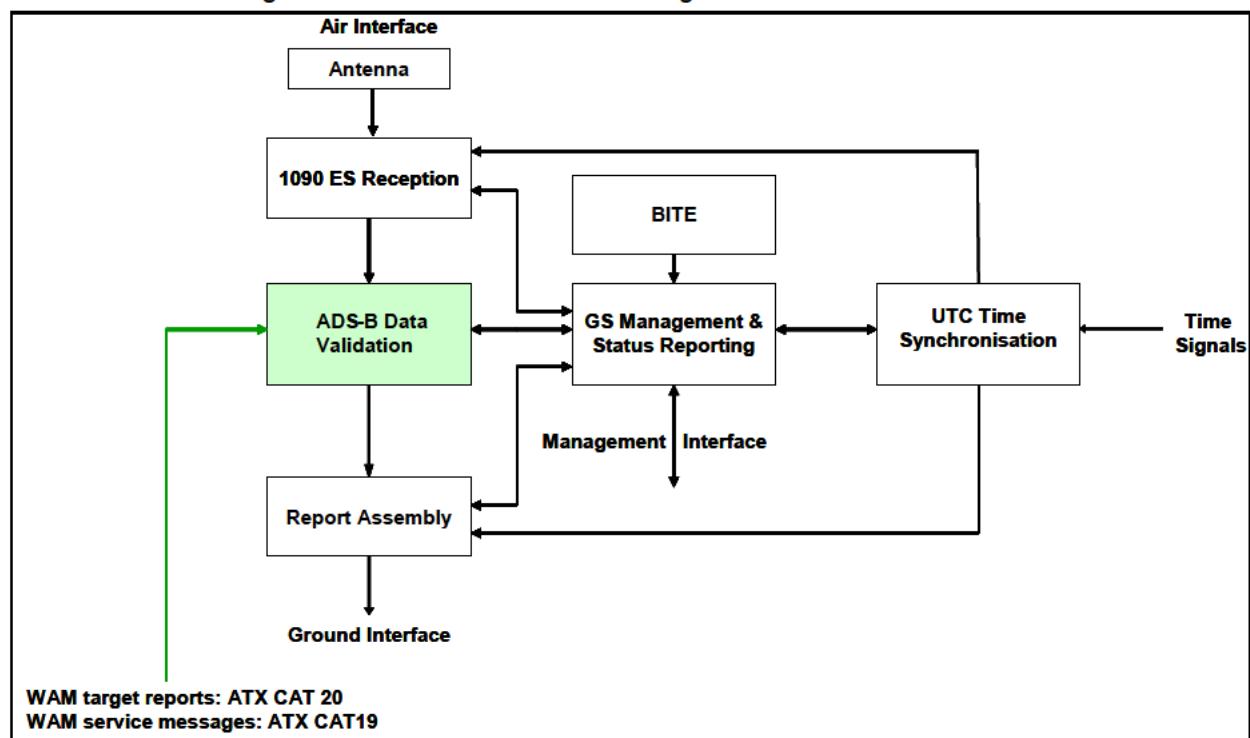 Air Interface
Antenna
1090 ES Reception
BITE
ADS-B Data
Validation
GS Management &
Status Reporting
UTC Time
Synchronisation
Time
Signals
Management Interface
Report Assembly
Ground Interface
WAM target reports: ATX CAT 20
WAM service messages: ATX CAT19